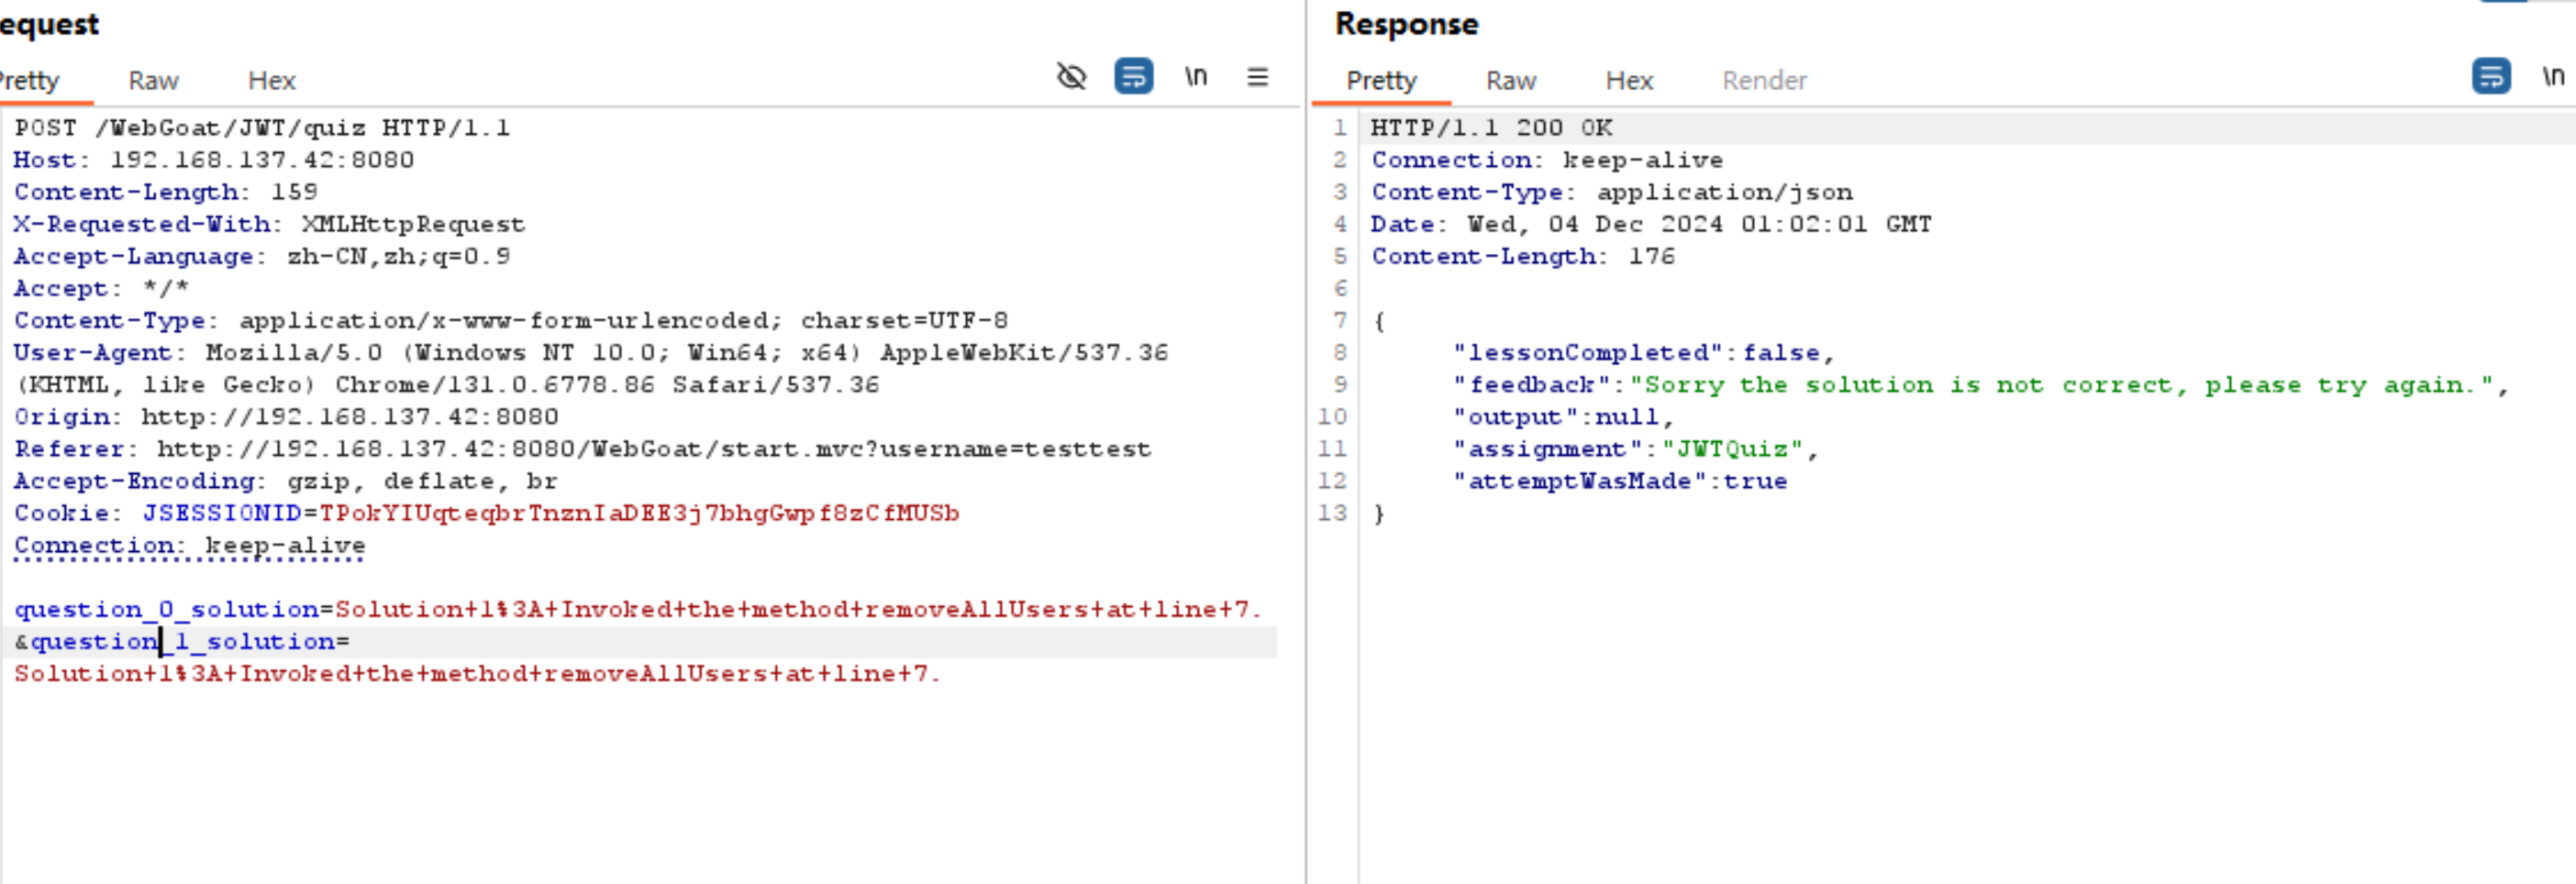 equest
Pretty Raw Hex \n
POST /WebGoat/JWT/quiz HTTP/1.1
Host: 192.168.137.42:8080
Content-Length: 159
X-Requested-With: XMLHttpRequest
Accept-Language: zh-CN,zh;q=0.9
Accept: */*
Content-Type: application/x-www-form-urlencoded; charset=UTF-8
User-Agent: Mozilla/5.0 (Windows NT 10.0; Win64; x64) AppleWebKit/537.36
(KHTML, like Gecko) Chrome/131.0.6778.86 Safari/537.36
Origin: http://192.168.137.42:8080
Referer: http://192.168.137.42:8080/WebGoat/start.mvc?username=testtest
Accept-Encoding: gzip, deflate, br
Cookie: JSESSIONID=TPokYIUqteqbrTnznIaDEE3j7bhgGwpf8zCfMUSb
Connection: keep-alive
question_0_solution=Solution+1%3A+Invoked+the+method+removeAllUsers+at+line+7.
&question_1_solution=
Solution+1%3A+Invoked+the+method+removeAllUsers+at+line+7.
Response
Pretty Raw Hex Render \n
1 HTTP/1.1 200 OK
2 Connection: keep-alive
3 Content-Type: application/json
4 Date: Wed, 04 Dec 2024 01:02:01 GMT
5 Content-Length: 176
6
7 {
8 "lessonCompleted":false,
9 "feedback":"Sorry the solution is not correct, please try again.",
10 "output":null,
11 "assignment":"JWTQuiz",
12 "attemptWasMade":true
13 }